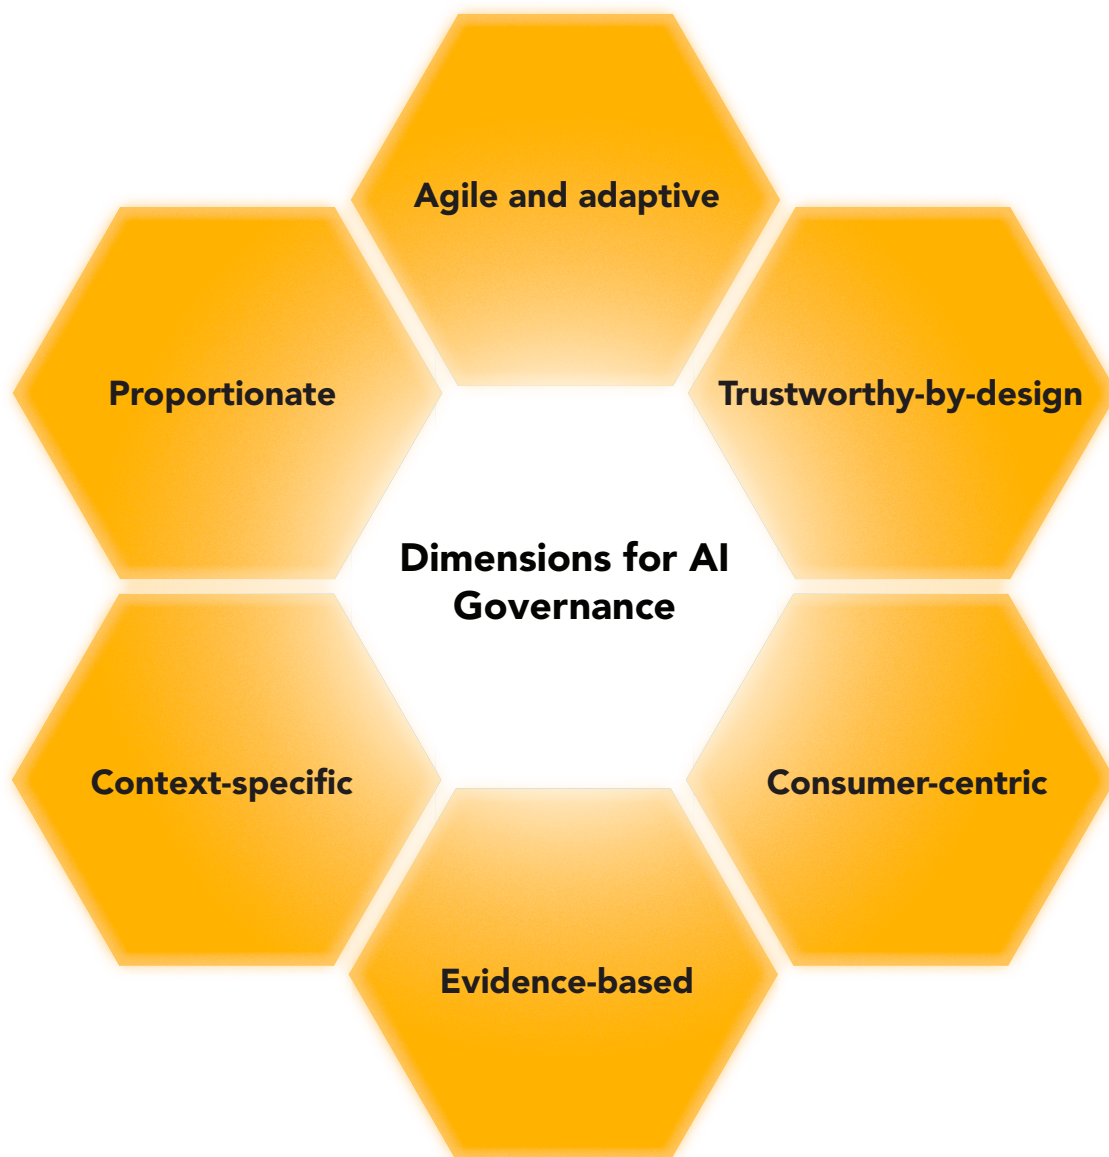 Agile and adaptive
Proportionate
Trustworthy-by-design
Dimensions for AI
Governance
Context-specific
Consumer-centric
Evidence-based